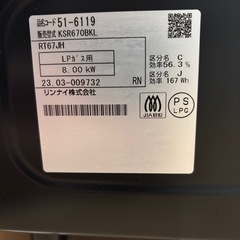 品名コード 51-6119
販売型式 KSR670BKL
RT67JH
LPガス用
8.00 kW
23.03-009732 RN
リンナイ株式会社
区分名 C
効率56.3 %
区分名 J
効率 167 Wh
JIA認証
PS
LPG